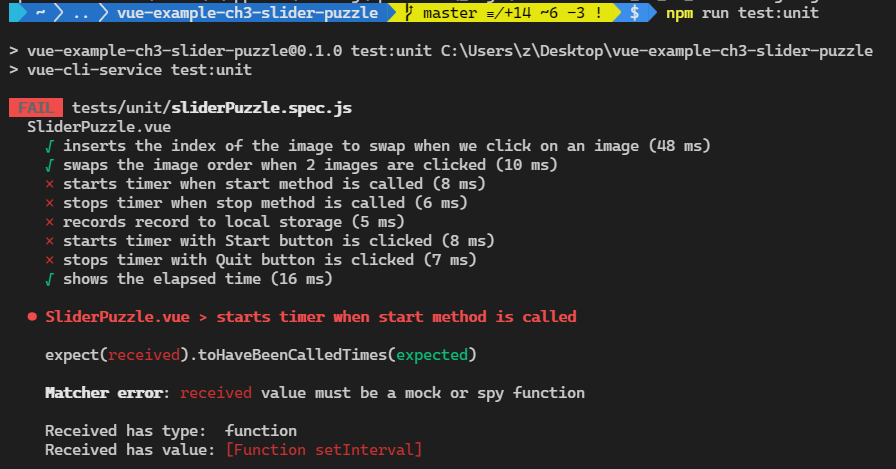 ~ .. vue-example-ch3-slider-puzzle master ≡/+14 ~6 -3 ! $ npm run test:unit
> vue-example-ch3-slider-puzzle@0.1.0 test:unit C:\Users\z\Desktop\vue-example-ch3-slider-puzzle
> vue-cli-service test:unit
FAIL tests/unit/sliderPuzzle.spec.js
SliderPuzzle.vue
√ inserts the index of the image to swap when we click on an image (48 ms)
√ swaps the image order when 2 images are clicked (10 ms)
× starts timer when start method is called (8 ms)
× stops timer when stop method is called (6 ms)
× records record to local storage (5 ms)
× starts timer with Start button is clicked (8 ms)
× stops timer with Quit button is clicked (7 ms)
√ shows the elapsed time (16 ms)
● SliderPuzzle.vue > starts timer when start method is called
expect(received).toHaveBeenCalledTimes(expected)
Matcher error: received value must be a mock or spy function
Received has type: function
Received has value: [Function setInterval]